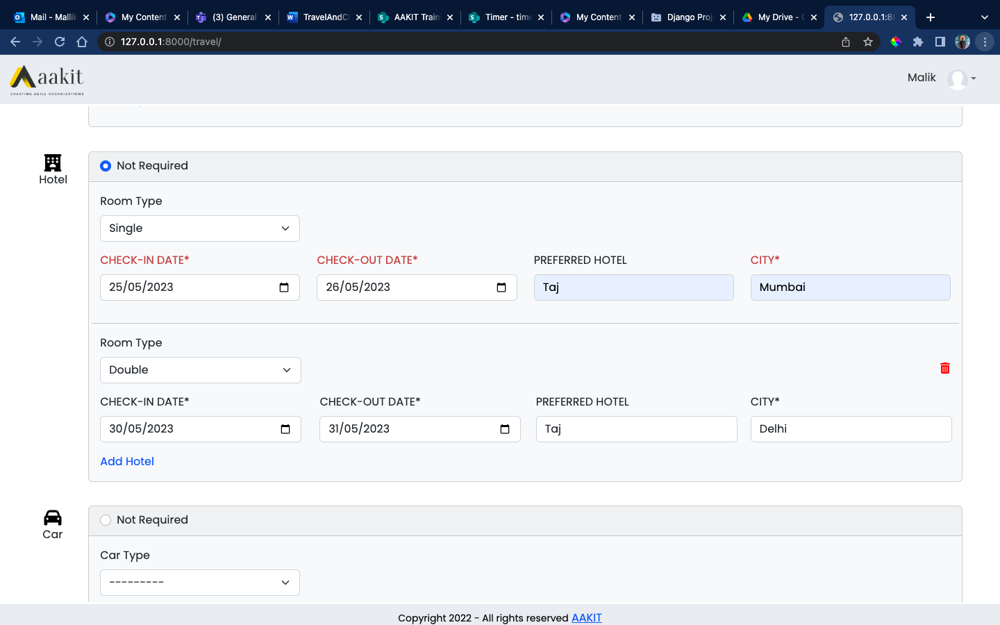 Mail - Mallik
My Content
(3) General
TravelAndCl
AAKIT Train
Timer - time
My Content
Django Proj
My Drive - G
127.0.0.1:80
127.0.0.1:8000/travel/
aakit
CREATING AGILE ORGANIZATIONS
Malik
Hotel
Not Required
Room Type
Single
CHECK-IN DATE* CHECK-OUT DATE* PREFERRED HOTEL CITY*
25/05/2023 26/05/2023 Taj Mumbai
Room Type
Double
CHECK-IN DATE* CHECK-OUT DATE* PREFERRED HOTEL CITY*
30/05/2023 31/05/2023 Taj Delhi
Add Hotel
Car
Not Required
Car Type
---------
Copyright 2022 - All rights reserved AAKIT